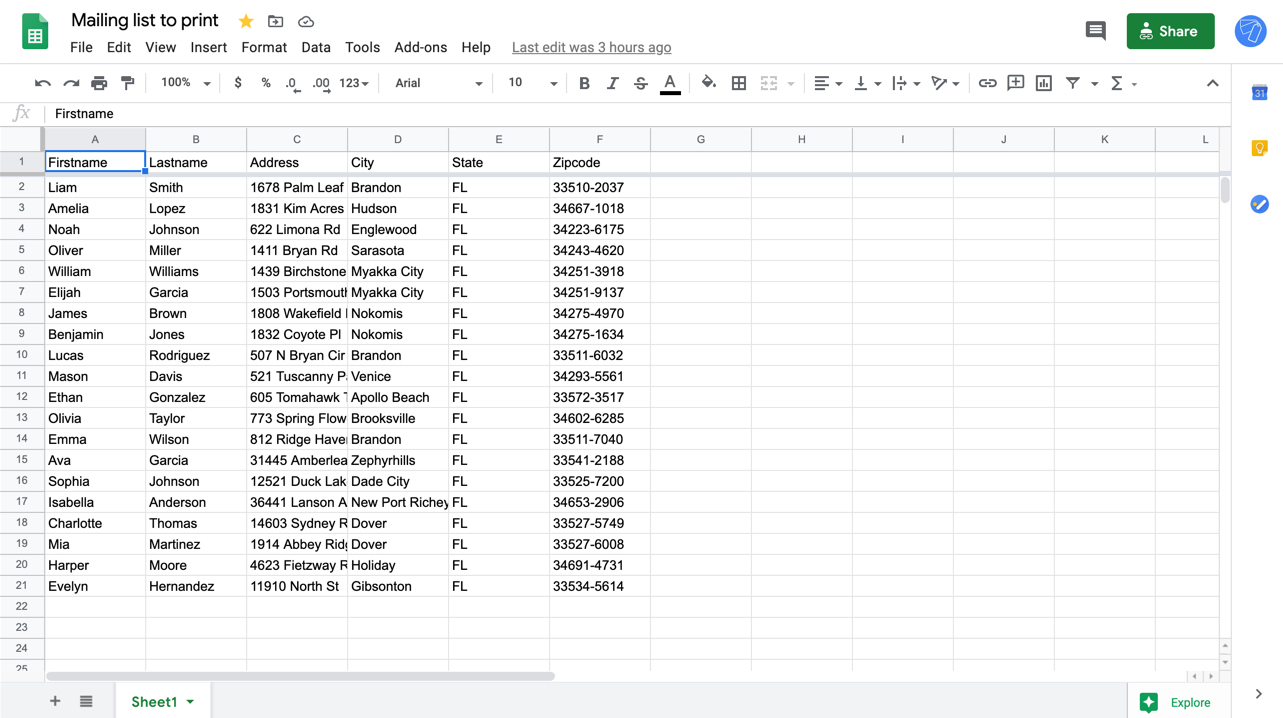 Mailing list to print
File Edit View Insert Format Data Tools Add-ons Help Last edit was 3 hours ago
Share
100% $ % .0 .00 123 Arial 10 B I S A
fx Firstname
31
A B C D E F G H I J K L
1 Firstname Lastname Address City State Zipcode
2 Liam Smith 1678 Palm Leaf Brandon FL 33510-2037
3 Amelia Lopez 1831 Kim Acres Hudson FL 34667-1018
4 Noah Johnson 622 Limona Rd Englewood FL 34223-6175
5 Oliver Miller 1411 Bryan Rd Sarasota FL 34243-4620
6 William Williams 1439 Birchstone Myakka City FL 34251-3918
7 Elijah Garcia 1503 Portsmouth Myakka City FL 34251-9137
8 James Brown 1808 Wakefield Nokomis FL 34275-4970
9 Benjamin Jones 1832 Coyote Pl Nokomis FL 34275-1634
10 Lucas Rodriguez 507 N Bryan Cir Brandon FL 33511-6032
11 Mason Davis 521 Tuscanny P Venice FL 34293-5561
12 Ethan Gonzalez 605 Tomahawk T Apollo Beach FL 33572-3517
13 Olivia Taylor 773 Spring Flow Brooksville FL 34602-6285
14 Emma Wilson 812 Ridge Have Brandon FL 33511-7040
15 Ava Garcia 31445 Amberlea Zephyrhills FL 33541-2188
16 Sophia Johnson 12521 Duck Lak Dade City FL 33525-7200
17 Isabella Anderson 36441 Lanson A New Port Richey FL 34653-2906
18 Charlotte Thomas 14603 Sydney R Dover FL 33527-5749
19 Mia Martinez 1914 Abbey Ridg Dover FL 33527-6008
20 Harper Moore 4623 Fietzway R Holiday FL 34691-4731
21 Evelyn Hernandez 11910 North St Gibsonton FL 33534-5614
22
23
24
25
Sheet1
Explore